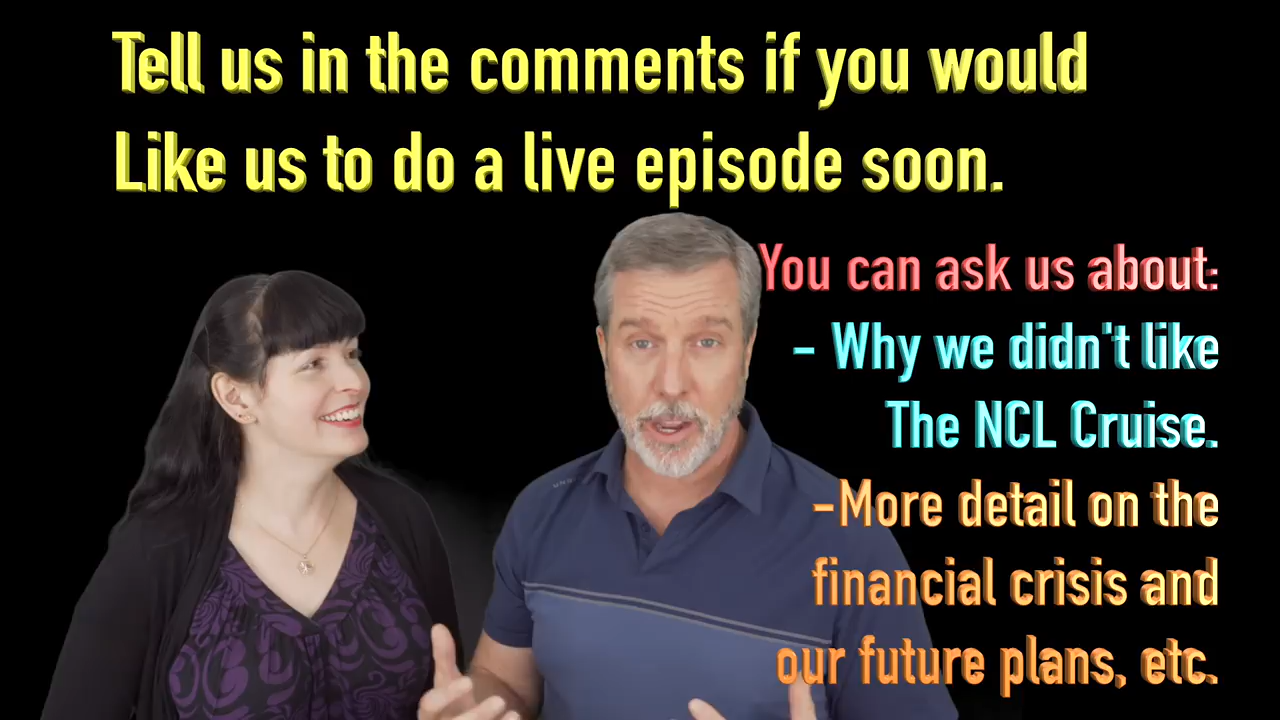 Tell us in the comments if you would
Like us to do a live episode soon.
You can ask us about:
- Why we didn't like
The NCL Cruise.
-More detail on the
financial crisis and
our future plans, etc.